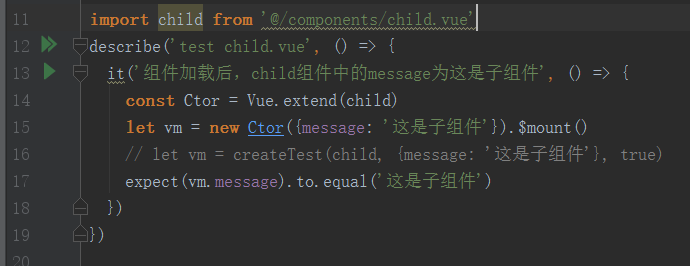 11 import child from '@/components/child.vue'
12 describe('test child.vue', () => {
13 it('组件加载后，child组件中的message为这是子组件', () => {
14 const Ctor = Vue.extend(child)
15 let vm = new Ctor({message: '这是子组件'}).$mount()
16 // let vm = createTest(child, {message: '这是子组件'}, true)
17 expect(vm.message).to.equal('这是子组件')
18 })
19 })
20